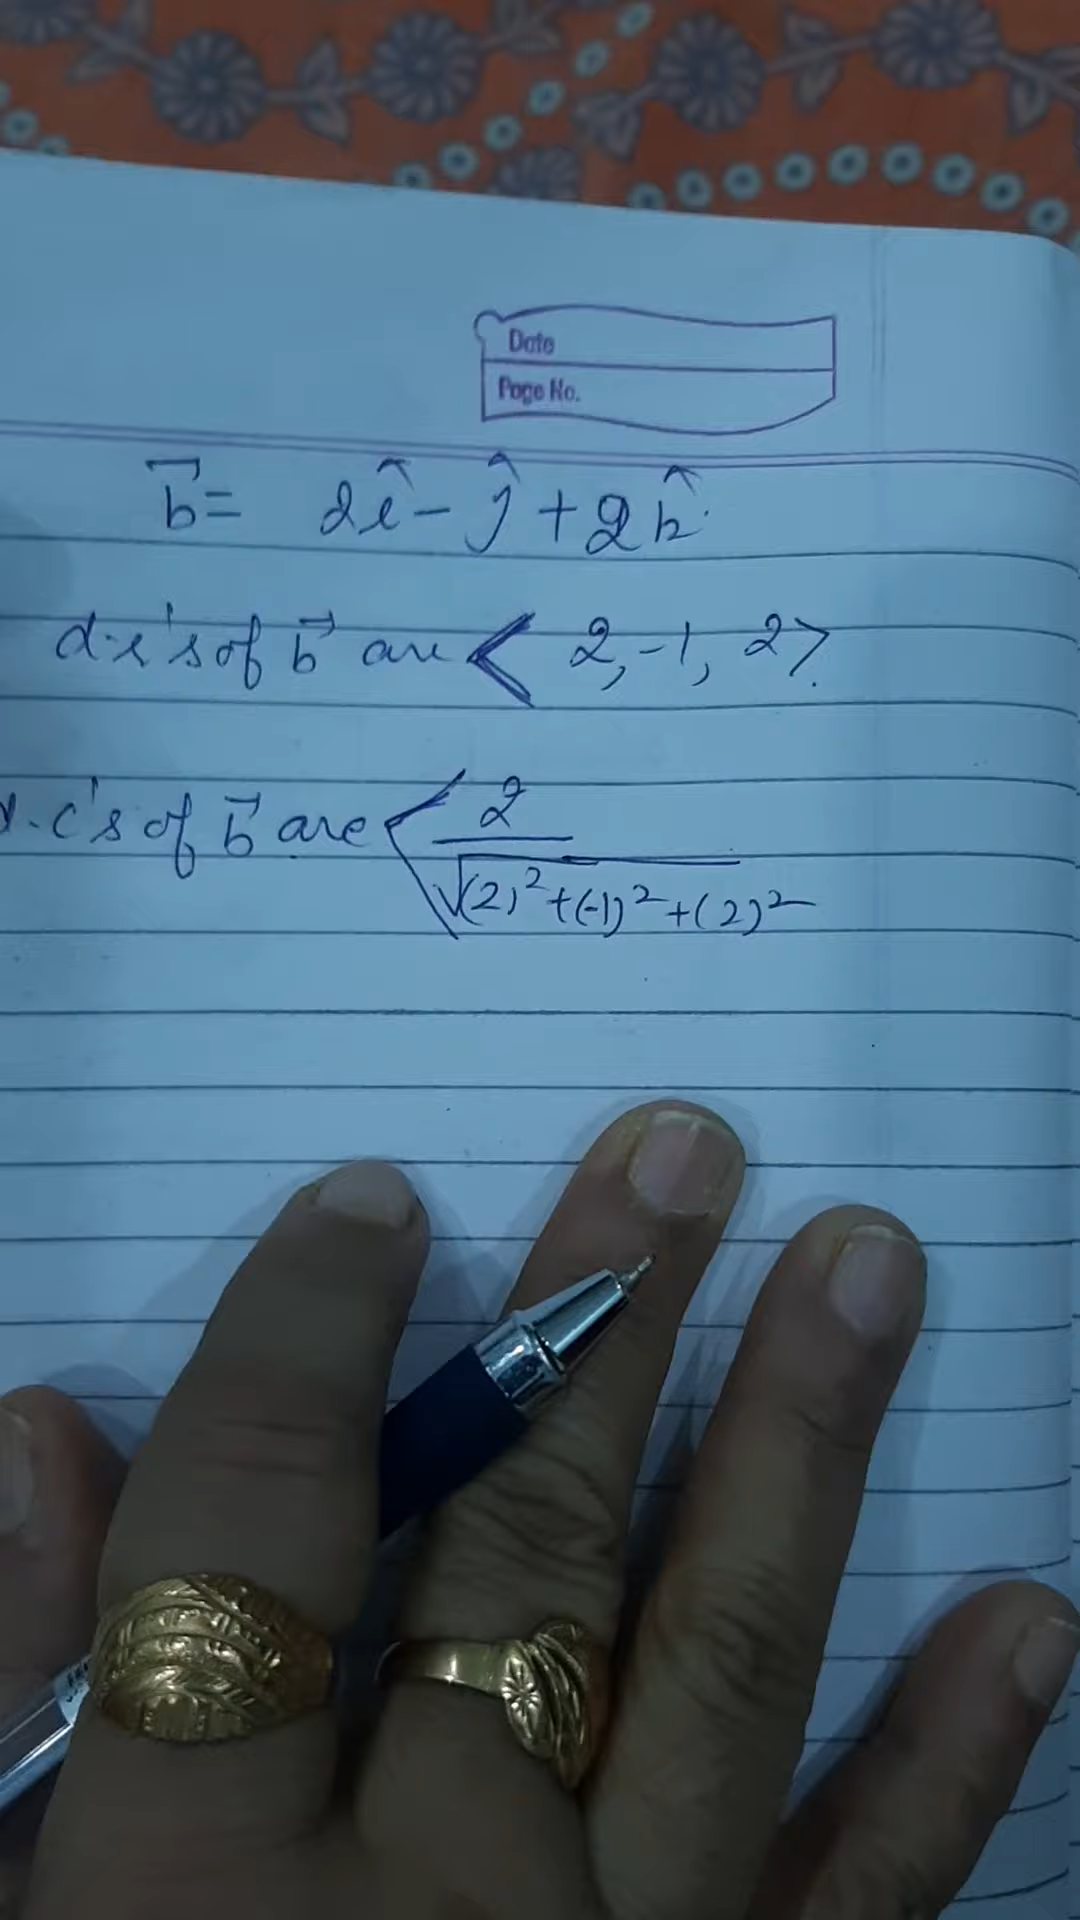 Date
Page No.
b⃗ = 2î - ĵ + 2k̂.
d.r's of b⃗ are < 2, -1, 2>.
d.c's of b⃗ are < 2 / √(2)² + (-1)² + (2)²